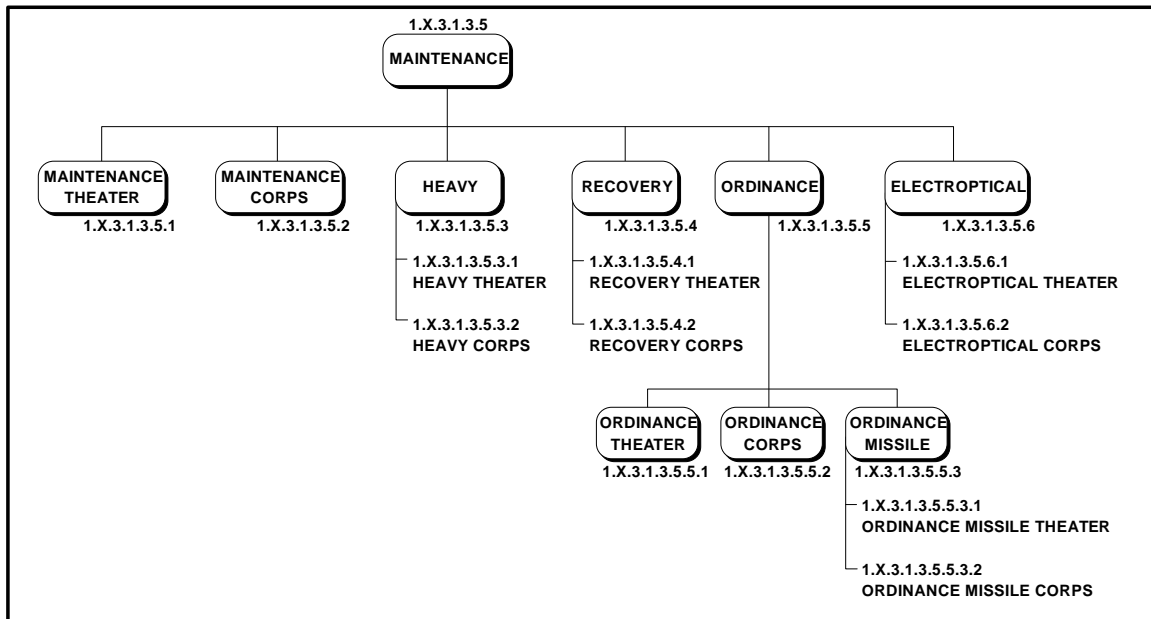 1.X.3.1.3.5
MAINTENANCE
MAINTENANCE
THEATER
1.X.3.1.3.5.1
MAINTENANCE
CORPS
1.X.3.1.3.5.2
HEAVY
1.X.3.1.3.5.3
1.X.3.1.3.5.3.1
HEAVY THEATER
1.X.3.1.3.5.3.2
HEAVY CORPS
RECOVERY
1.X.3.1.3.5.4
1.X.3.1.3.5.4.1
RECOVERY THEATER
1.X.3.1.3.5.4.2
RECOVERY CORPS
ORDINANCE
1.X.3.1.3.5.5
ELECTROPTICAL
1.X.3.1.3.5.6
1.X.3.1.3.5.6.1
ELECTROPTICAL THEATER
1.X.3.1.3.5.6.2
ELECTROPTICAL CORPS
ORDINANCE
THEATER
1.X.3.1.3.5.5.1
ORDINANCE
CORPS
1.X.3.1.3.5.5.2
ORDINANCE
MISSILE
1.X.3.1.3.5.5.3
1.X.3.1.3.5.5.3.1
ORDINANCE MISSILE THEATER
1.X.3.1.3.5.5.3.2
ORDINANCE MISSILE CORPS